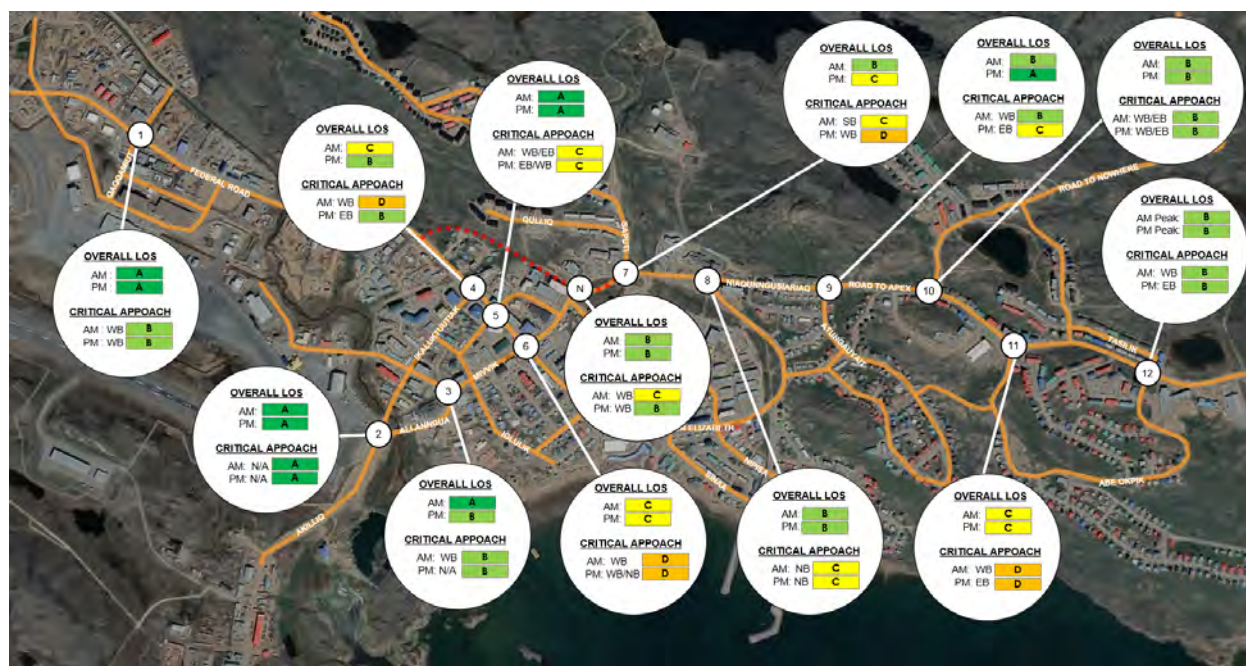 OVERALL LOS
AM: A
PM: A
CRITICAL APPOACH
AM: WB/EB C
PM: EB/WB C
OVERALL LOS
AM: B
PM: C
CRITICAL APPOACH
AM: SB C
PM: WB D
OVERALL LOS
AM: B
PM: A
CRITICAL APPOACH
AM: WB B
PM: EB C
OVERALL LOS
AM: B
PM: B
CRITICAL APPOACH
AM: WB/EB B
PM: WB/EB B
OVERALL LOS
AM: C
PM: B
CRITICAL APPOACH
AM: WB D
PM: EB B
1
FEDERAL ROAD
ROAD TO NOWHERE
OVERALL LOS
AM Peak: B
PM Peak: B
CRITICAL APPOACH
AM: WB B
PM: EB B
OVERALL LOS
AM : A
PM : A
CRITICAL APPOACH
AM : WB B
PM : WB B
QULLIQ
4
5
N
7
8
NIAQUNNGUSIARIAQ
9
ROAD TO APEX
10
6
11
12
3
2
ALLANNGUA
AKILLIQ
ABE OKPIK
OVERALL LOS
AM: B
PM: B
CRITICAL APPOACH
AM: WB C
PM: WB B
OVERALL LOS
AM: A
PM: A
CRITICAL APPOACH
AM: N/A A
PM: N/A A
OVERALL LOS
AM: A
PM: B
CRITICAL APPOACH
AM: WB B
PM: N/A B
OVERALL LOS
AM: C
PM: C
CRITICAL APPOACH
AM: WB D
PM: WB/NB D
OVERALL LOS
AM: B
PM: B
CRITICAL APPOACH
AM: NB C
PM: NB C
OVERALL LOS
AM: C
PM: C
CRITICAL APPOACH
AM: WB D
PM: EB D